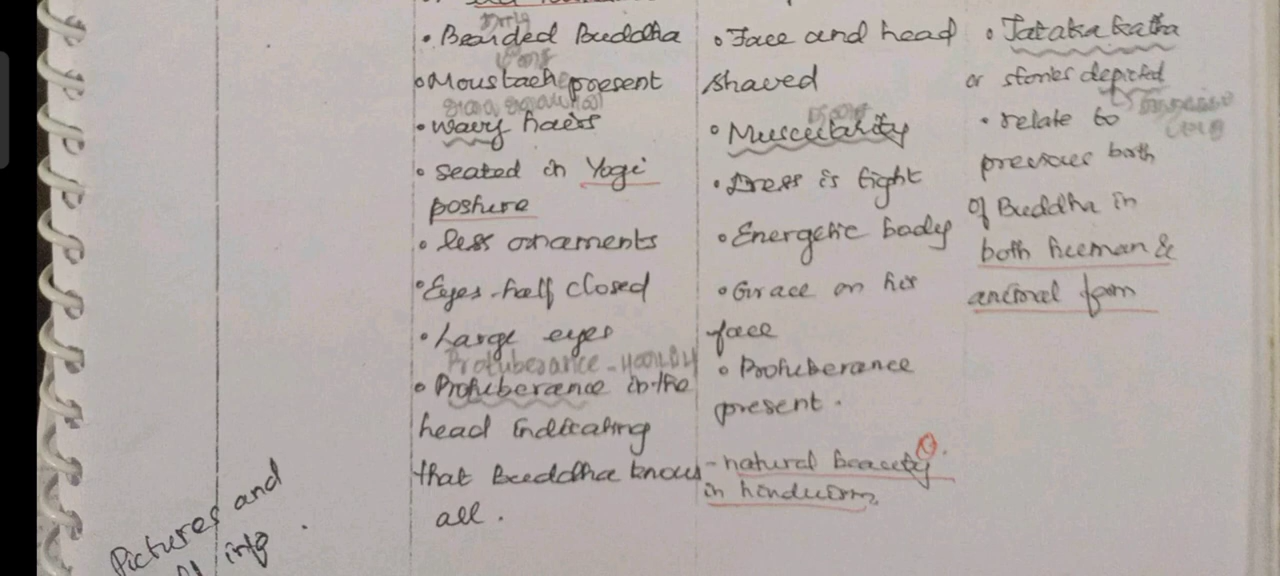 • Bearded Buddha
• Moustache present
• Wavy hairs
• seated in Yogi
posture
• less ornaments
• Eyes-half closed
• Large eyes
Protuberance -
• Protuberance in the
head indicating
that Buddha knows
all.
• Face and head
shaved
• Muscularity
• Dress is tight
• Energetic body
• Grace on his
face
• Protuberance
present.
- natural beauty
in hinduism
• Jataka katha
or stories depicted
• relate to
previous birth
of Buddha in
both human &
animal form
Pictures and
info.